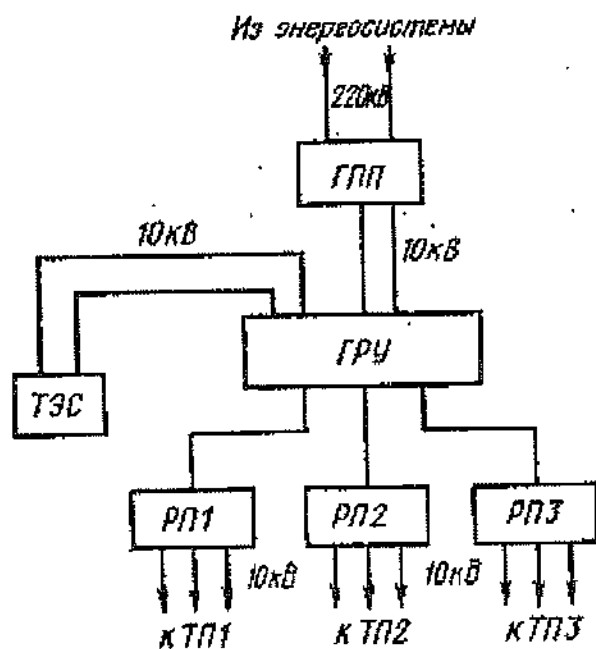 Из энергосистемы
220кВ
ГПП
10кВ
10кВ
ГРУ
ТЭС
РП1
РП2
РП3
10кВ
10кВ
к ТП1
к ТП2
к ТП3